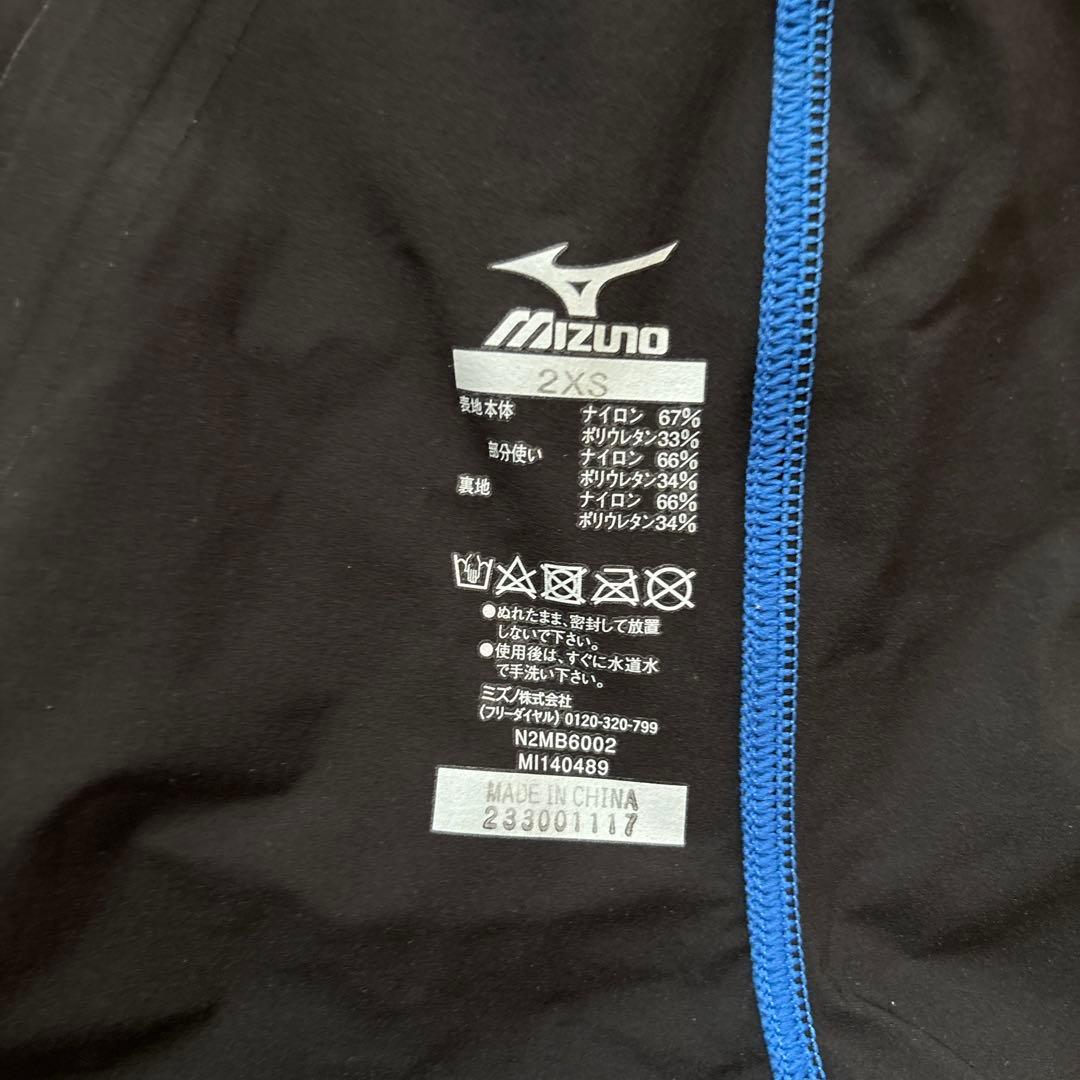 MIZUNO
2XS
表地本体 ナイロン 67%
ポリウレタン33%
部分使い ナイロン 66%
ポリウレタン34%
裏地 ナイロン 66%
ポリウレタン34%
●ぬれたまま、密封して放置
しないで下さい。
●使用後は、すぐに水道水
で手洗い下さい。
ミズノ株式会社
(フリーダイヤル) 0120-320-799
N2MB6002
MI140489
MADE IN CHINA
233001117